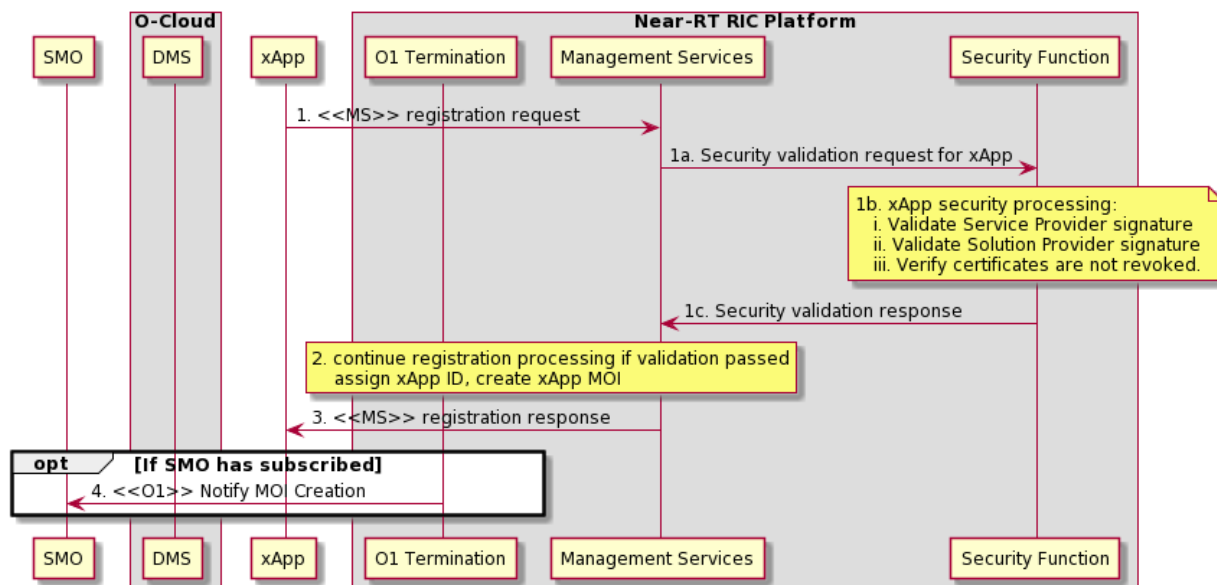 O-Cloud
Near-RT RIC Platform
SMO
DMS
xApp
O1 Termination
Management Services
Security Function
1. <<MS>> registration request
1a. Security validation request for xApp
1b. xApp security processing:
i. Validate Service Provider signature
ii. Validate Solution Provider signature
iii. Verify certificates are not revoked.
1c. Security validation response
2. continue registration processing if validation passed
assign xApp ID, create xApp MOI
3. <<MS>> registration response
opt [If SMO has subscribed]
4. <<O1>> Notify MOI Creation
SMO
DMS
xApp
O1 Termination
Management Services
Security Function